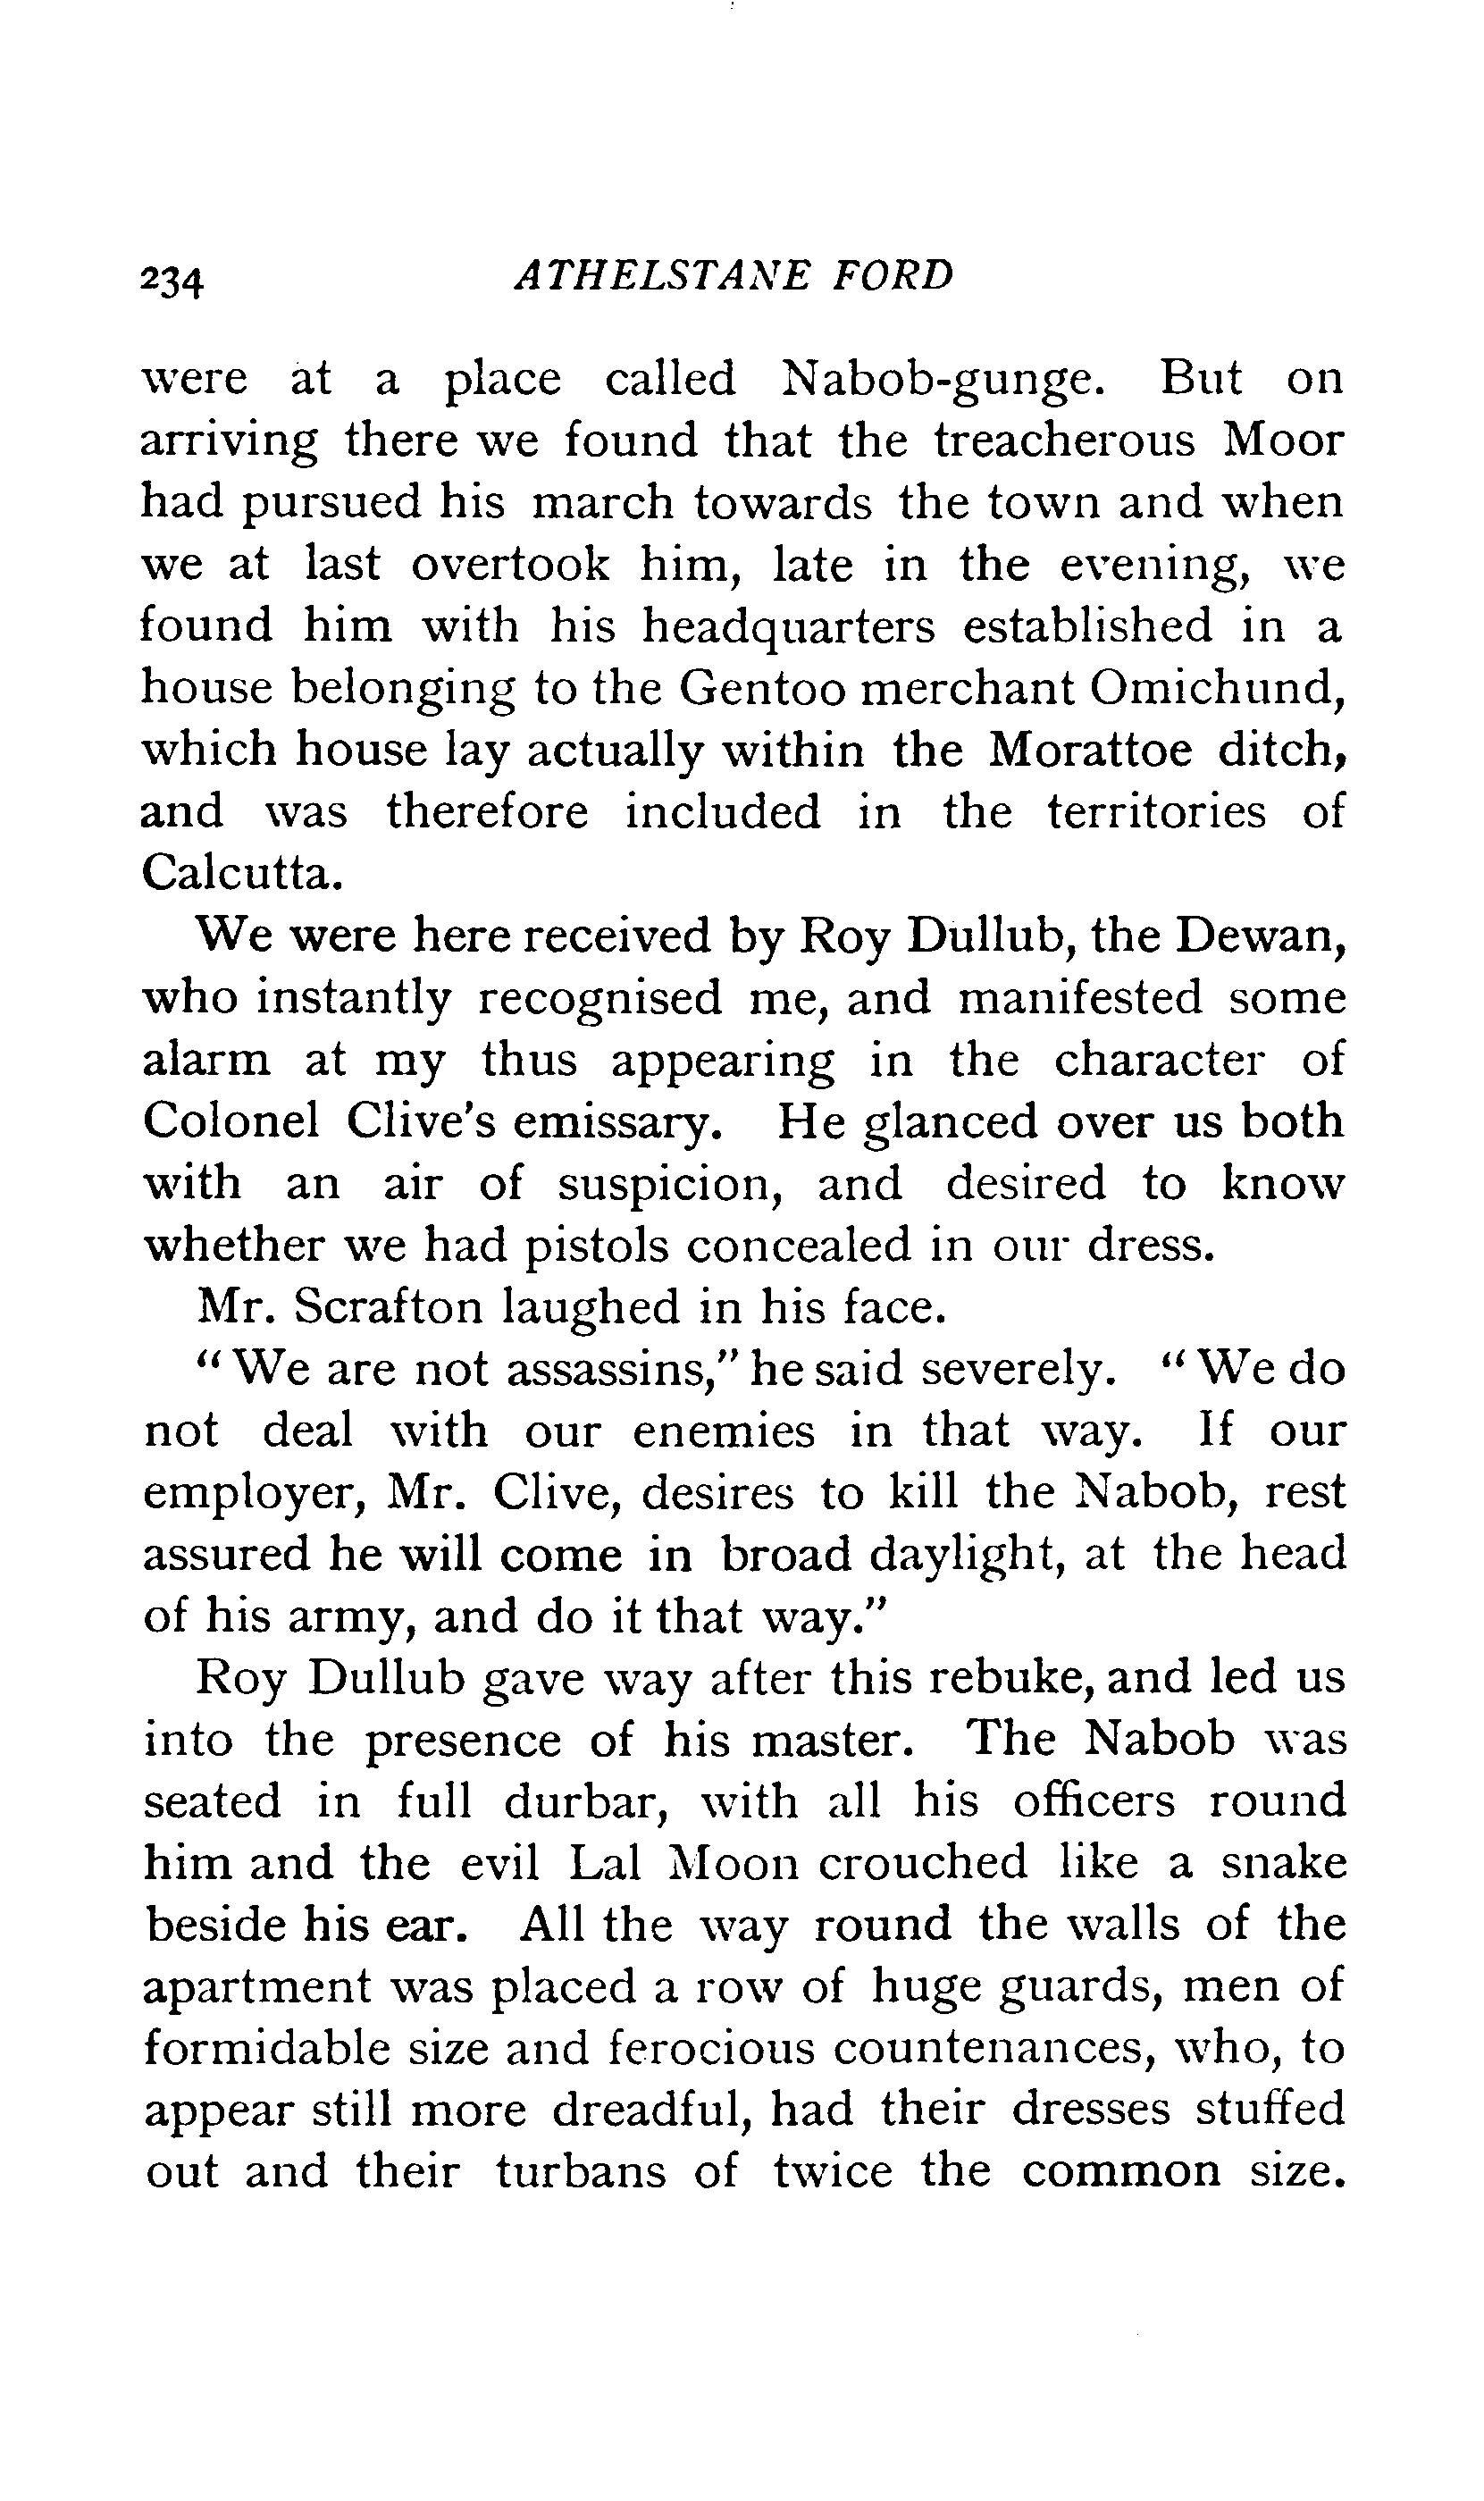 234 ATHELSTANE FORD
were at a place called Nabob-gunge. But on
arriving there we found that the treacherous Moor
had pursued his march towards the town and when
we at last overtook him, late in the evening, we
found him with his headquarters established in a
house belonging to the Gentoo merchant Omichund,
which house lay actually within the Morattoe ditch,
and was therefore included in the territories of
Calcutta.
We were here received by Roy Dullub, the Dewan,
who instantly recognised me, and manifested some
alarm at my thus appearing in the character of
Colonel Clive's emissary. He glanced over us both
with an air of suspicion, and desired to know
whether we had pistols concealed in our dress.
Mr. Scrafton laughed in his face.
“We are not assassins,” he said severely. “We do
not deal with our enemies in that way. If our
employer, Mr. Clive, desires to kill the Nabob, rest
assured he will come in broad daylight, at the head
of his army, and do it that way.”
Roy Dullub gave way after this rebuke, and led us
into the presence of his master. The Nabob was
seated in full durbar, with all his officers round
him and the evil Lal Moon crouched like a snake
beside his ear. All the way round the walls of the
apartment was placed a row of huge guards, men of
formidable size and ferocious countenances, who, to
appear still more dreadful, had their dresses stuffed
out and their turbans of twice the common size.